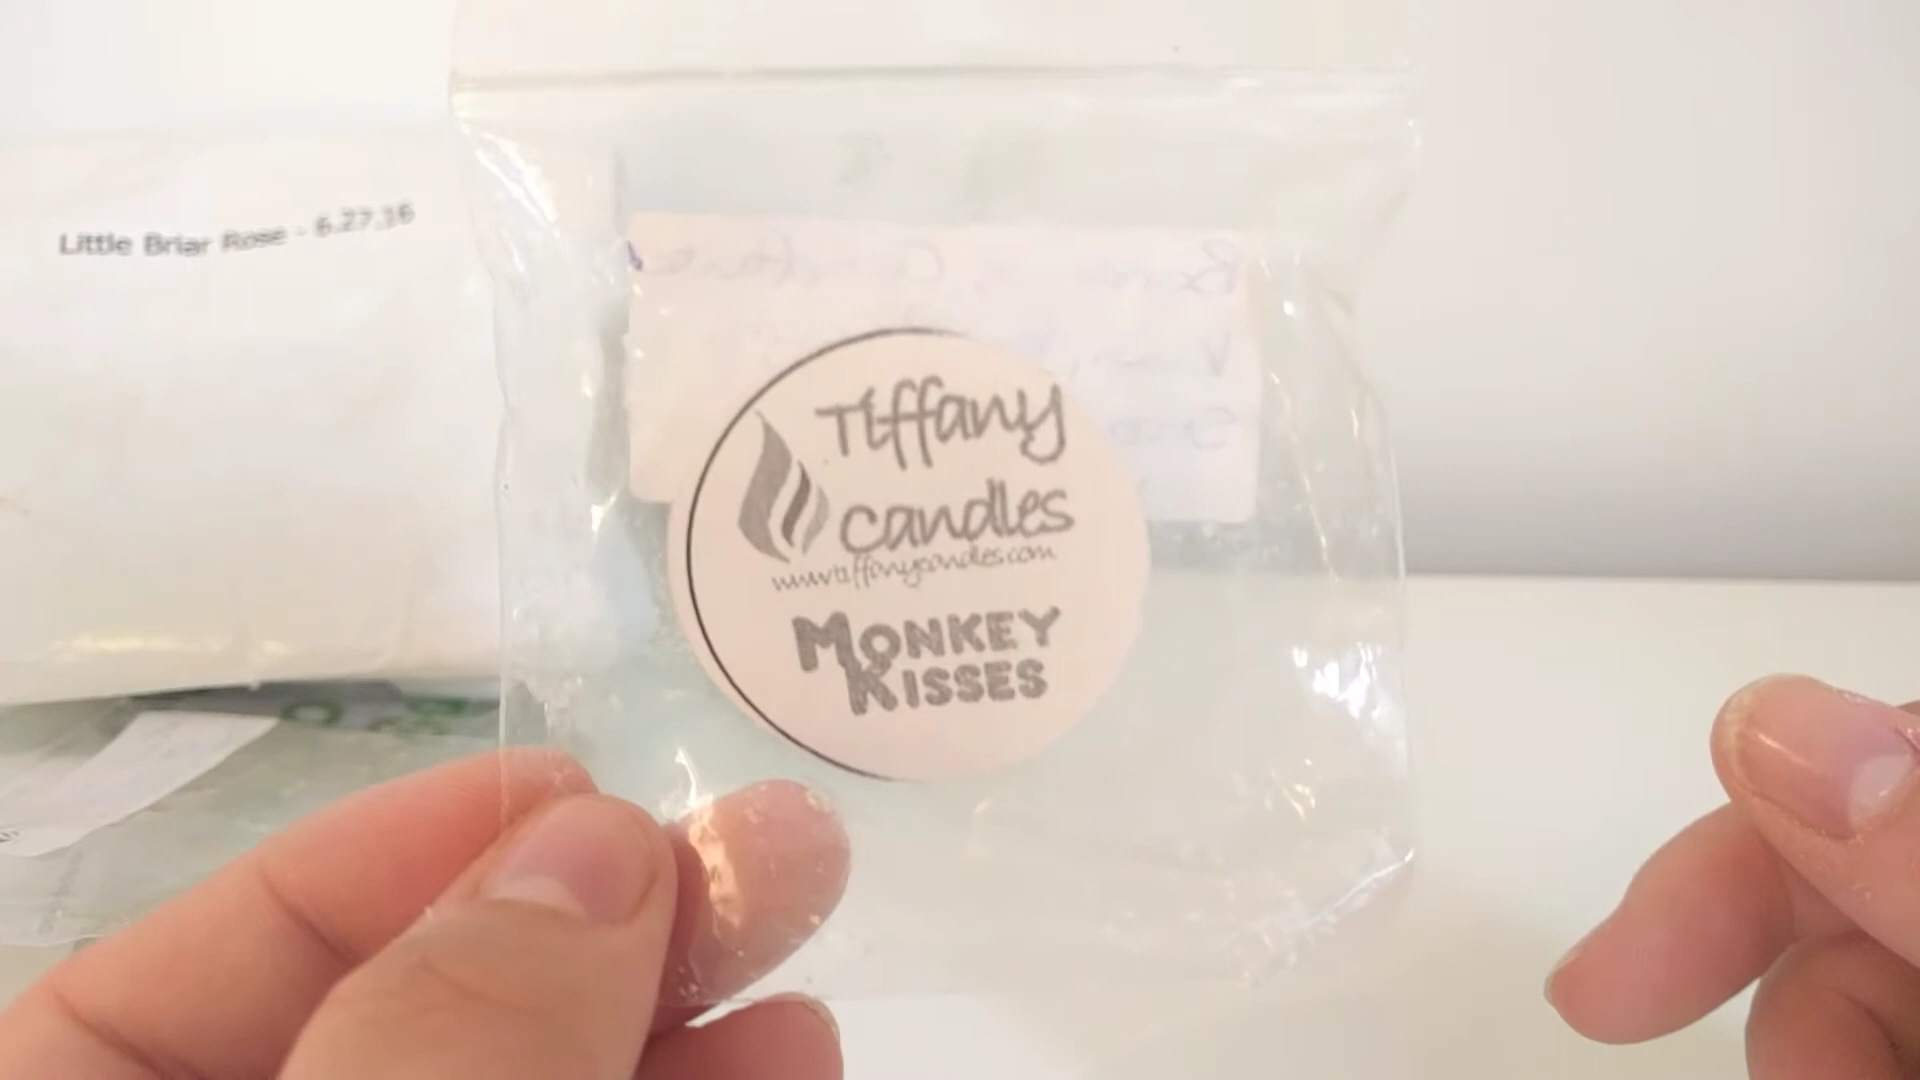 Little Briar Rose - 6.27.16
Tiffany
candles
www.tiffanycandles.com
MONKEY
KISSES